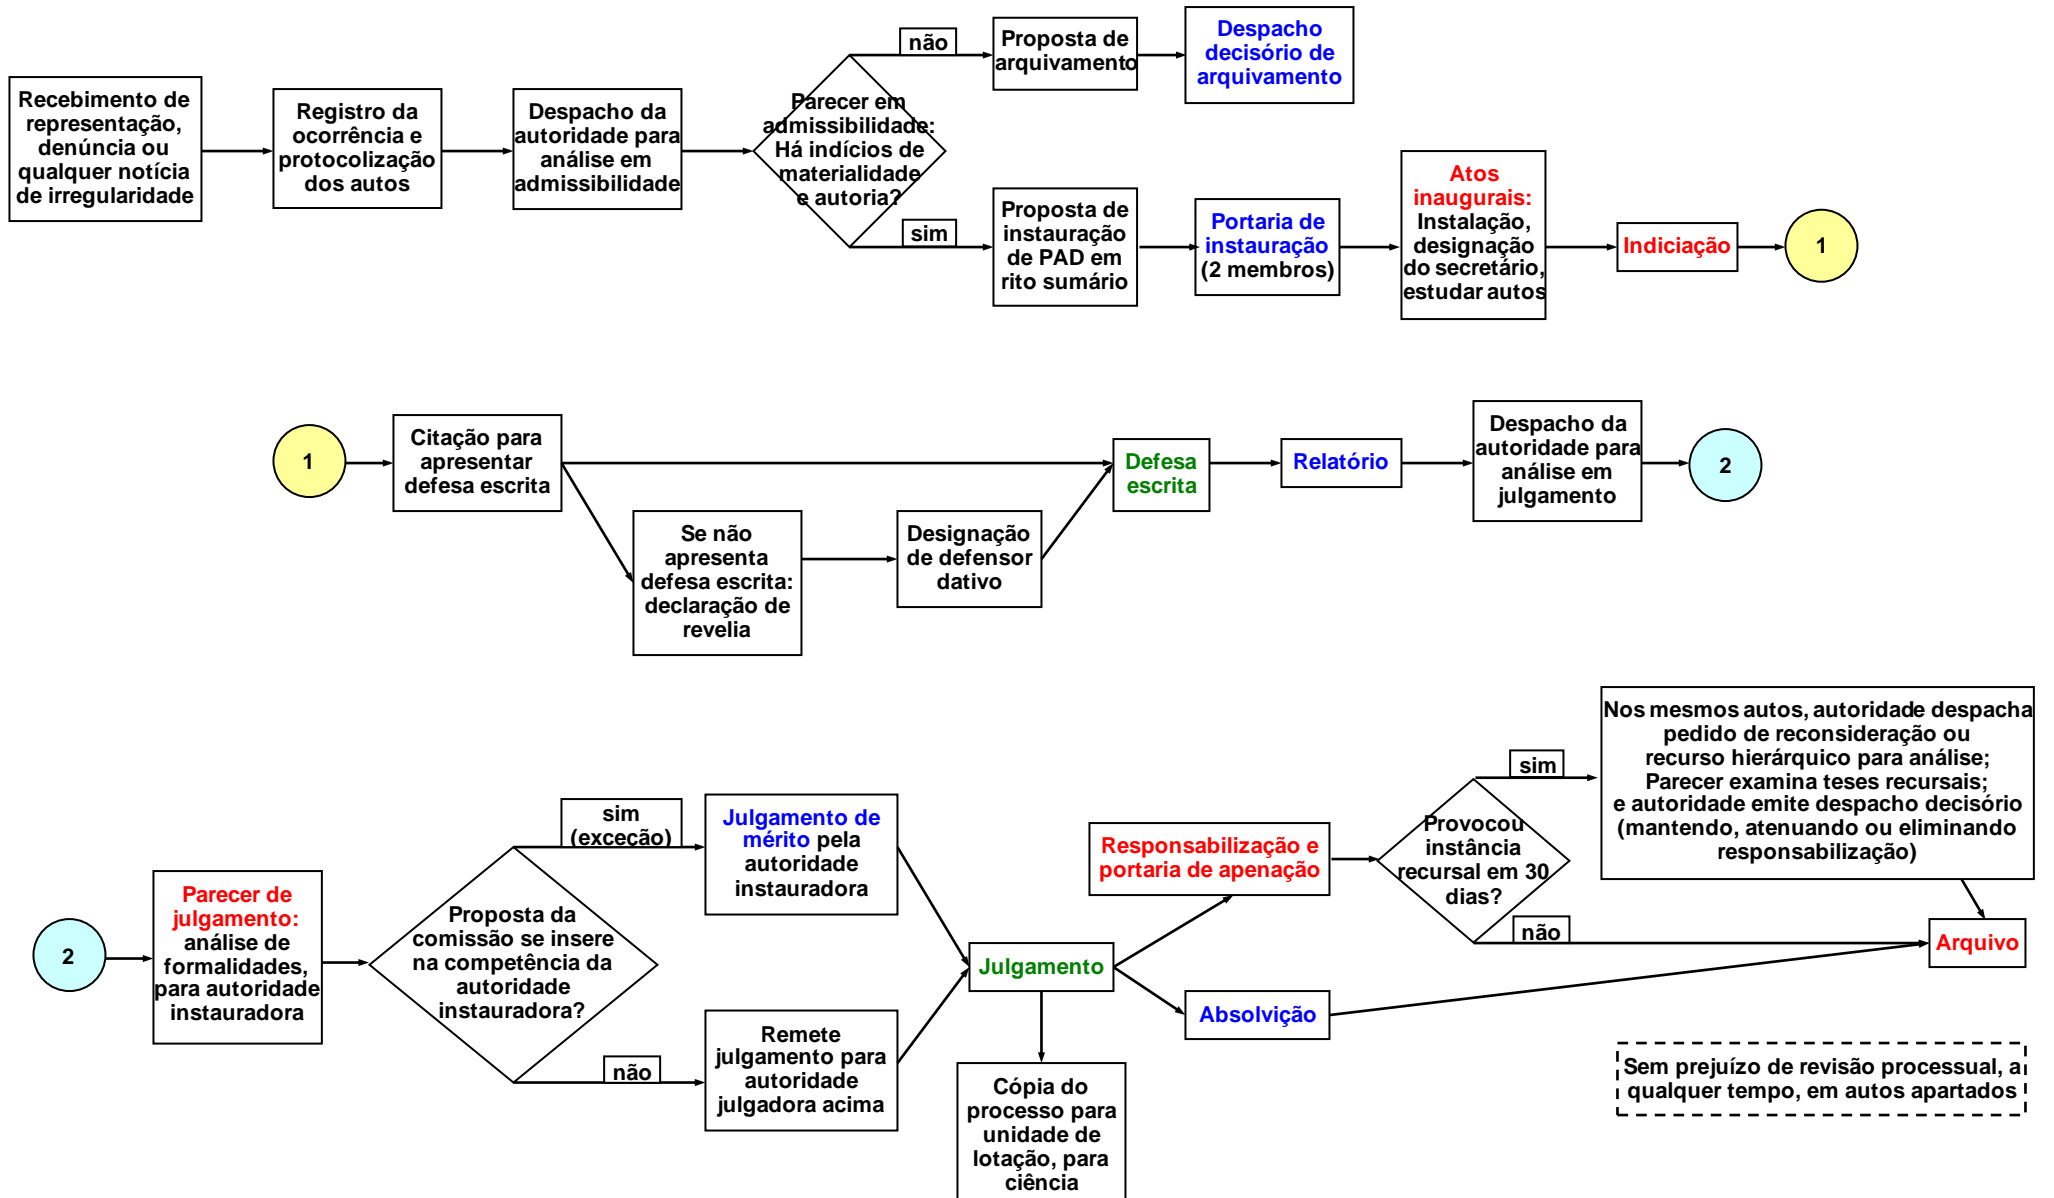 Recebimento de
representação,
denúncia ou
qualquer notícia
de irregularidade
Registro da
ocorrência e
protocolização
dos autos
Despacho da
autoridade para
análise em
admissibilidade
Parecer em
admissibilidade:
Há indícios de
materialidade
e autoria?
não
Proposta de
arquivamento
Despacho
decisório de
arquivamento
sim
Proposta de
instauração
de PAD em
rito sumário
Portaria de
instauração
(2 membros)
Atos
inaugurais:
Instalação,
designação
do secretário,
estudar autos
Indiciação
1
1
Citação para
apresentar
defesa escrita
Se não
apresenta
defesa escrita:
declaração de
revelia
Designação
de defensor
dativo
Defesa
escrita
Relatório
Despacho da
autoridade para
análise em
julgamento
2
2
Parecer de
julgamento:
análise de
formalidades,
para autoridade
instauradora
Proposta da
comissão se insere
na competência da
autoridade
instauradora?
sim
(exceção)
Julgamento de
mérito pela
autoridade
instauradora
não
Remete
julgamento para
autoridade
julgadora acima
Julgamento
Cópia do
processo para
unidade de
lotação, para
ciência
Responsabilização e
portaria de apenação
Absolvição
Provocou
instância
recursal em 30
dias?
sim
Nos mesmos autos, autoridade despacha
pedido de reconsideração ou
recurso hierárquico para análise;
Parecer examina teses recursais;
e autoridade emite despacho decisório
(mantendo, atenuando ou eliminando
responsabilização)
não
Arquivo
Sem prejuízo de revisão processual, a
qualquer tempo, em autos apartados